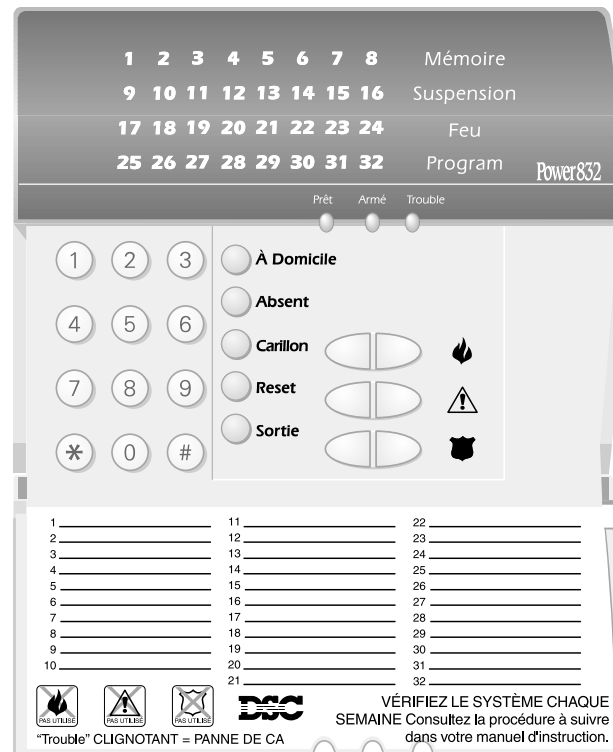 1 2 3 4 5 6 7 8 Mémoire
9 10 11 12 13 14 15 16 Suspension
17 18 19 20 21 22 23 24 Feu
25 26 27 28 29 30 31 32 Program
Power832
Prêt Armé Trouble
1 2 3
4 5 6
7 8 9
* 0 #
À Domicile
Absent
Carillon
Reset
Sortie
1
2
3
4
5
6
7
8
9
10
11
12
13
14
15
16
17
18
19
20
21
22
23
24
25
26
27
28
29
30
31
32
PAS UTILISÉ PAS UTILISÉ PAS UTILISÉ
DSC
"Trouble" CLIGNOTANT = PANNE DE CA
VÉRIFIEZ LE SYSTÈME CHAQUE
SEMAINE Consultez la procédure à suivre
dans votre manuel d'instruction.